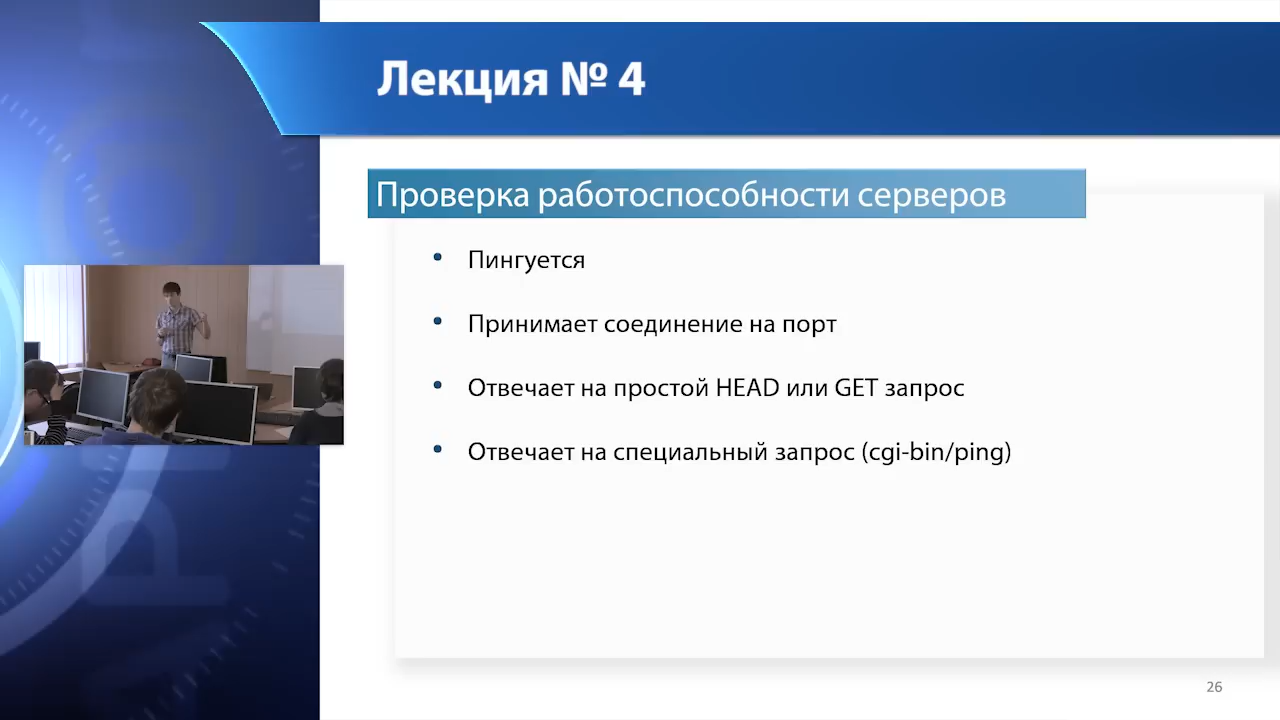 Лекция № 4
Проверка работоспособности серверов
• Пингуется
• Принимает соединение на порт
• Отвечает на простой HEAD или GET запрос
• Отвечает на специальный запрос (cgi-bin/ping)
26